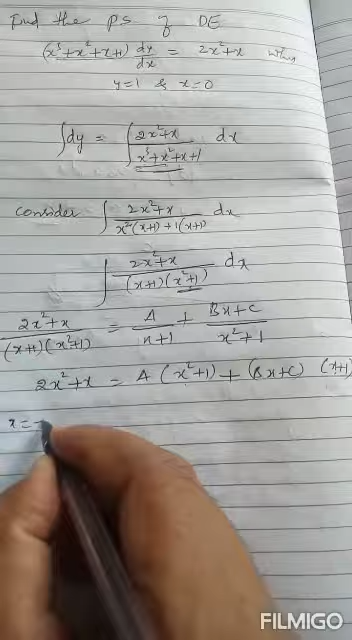 Find the PS of DE
(x³+x²+x+1) dy/dx = 2x²+x when
y=1 & x=0
∫dy = ∫ 2x²+x / x³+x²+x+1 dx
consider ∫ 2x²+x / x²(x+1)+1(x+1) dx
∫ 2x²+x / (x+1)(x²+1) dx
2x²+x / (x+1)(x²+1) = A / x+1 + Bx+C / x²+1
2x²+x = A(x²+1) + (Bx+C) (x+1)
x=-
FILMIGO